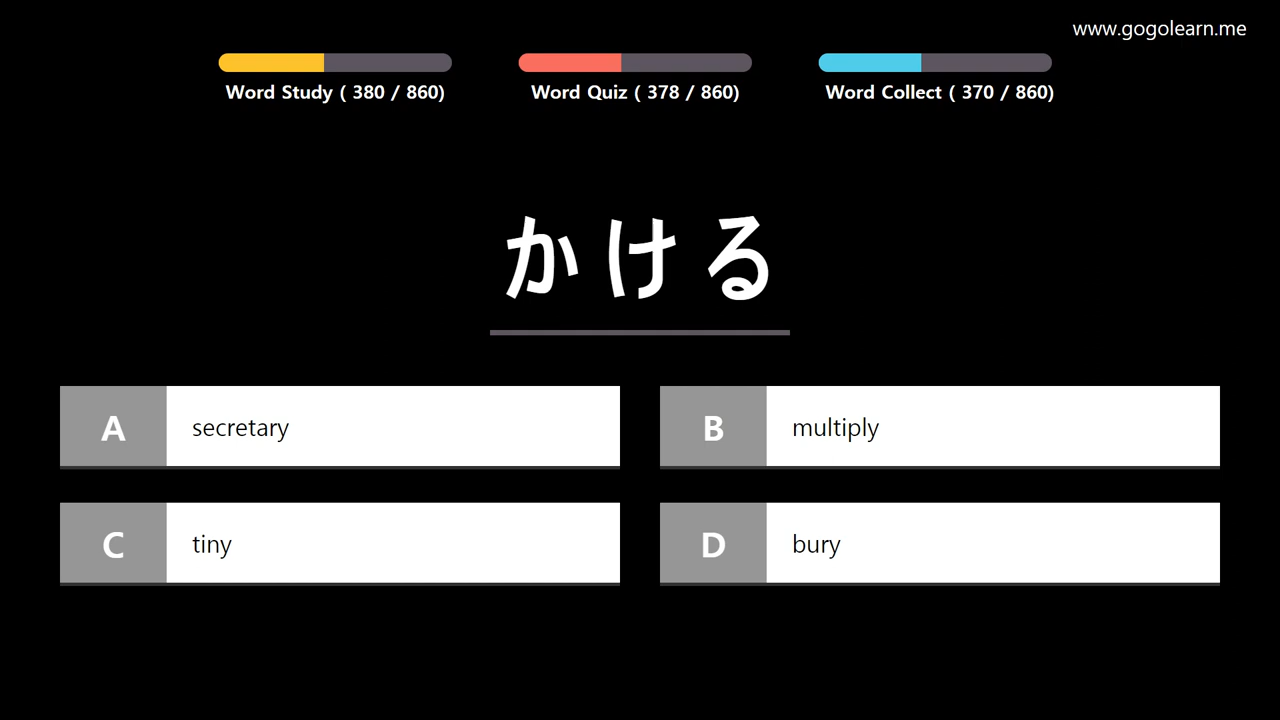 www.gogolearn.me
Word Study ( 380 / 860)
Word Quiz ( 378 / 860)
Word Collect ( 370 / 860)
かける
A secretary
B multiply
C tiny
D bury